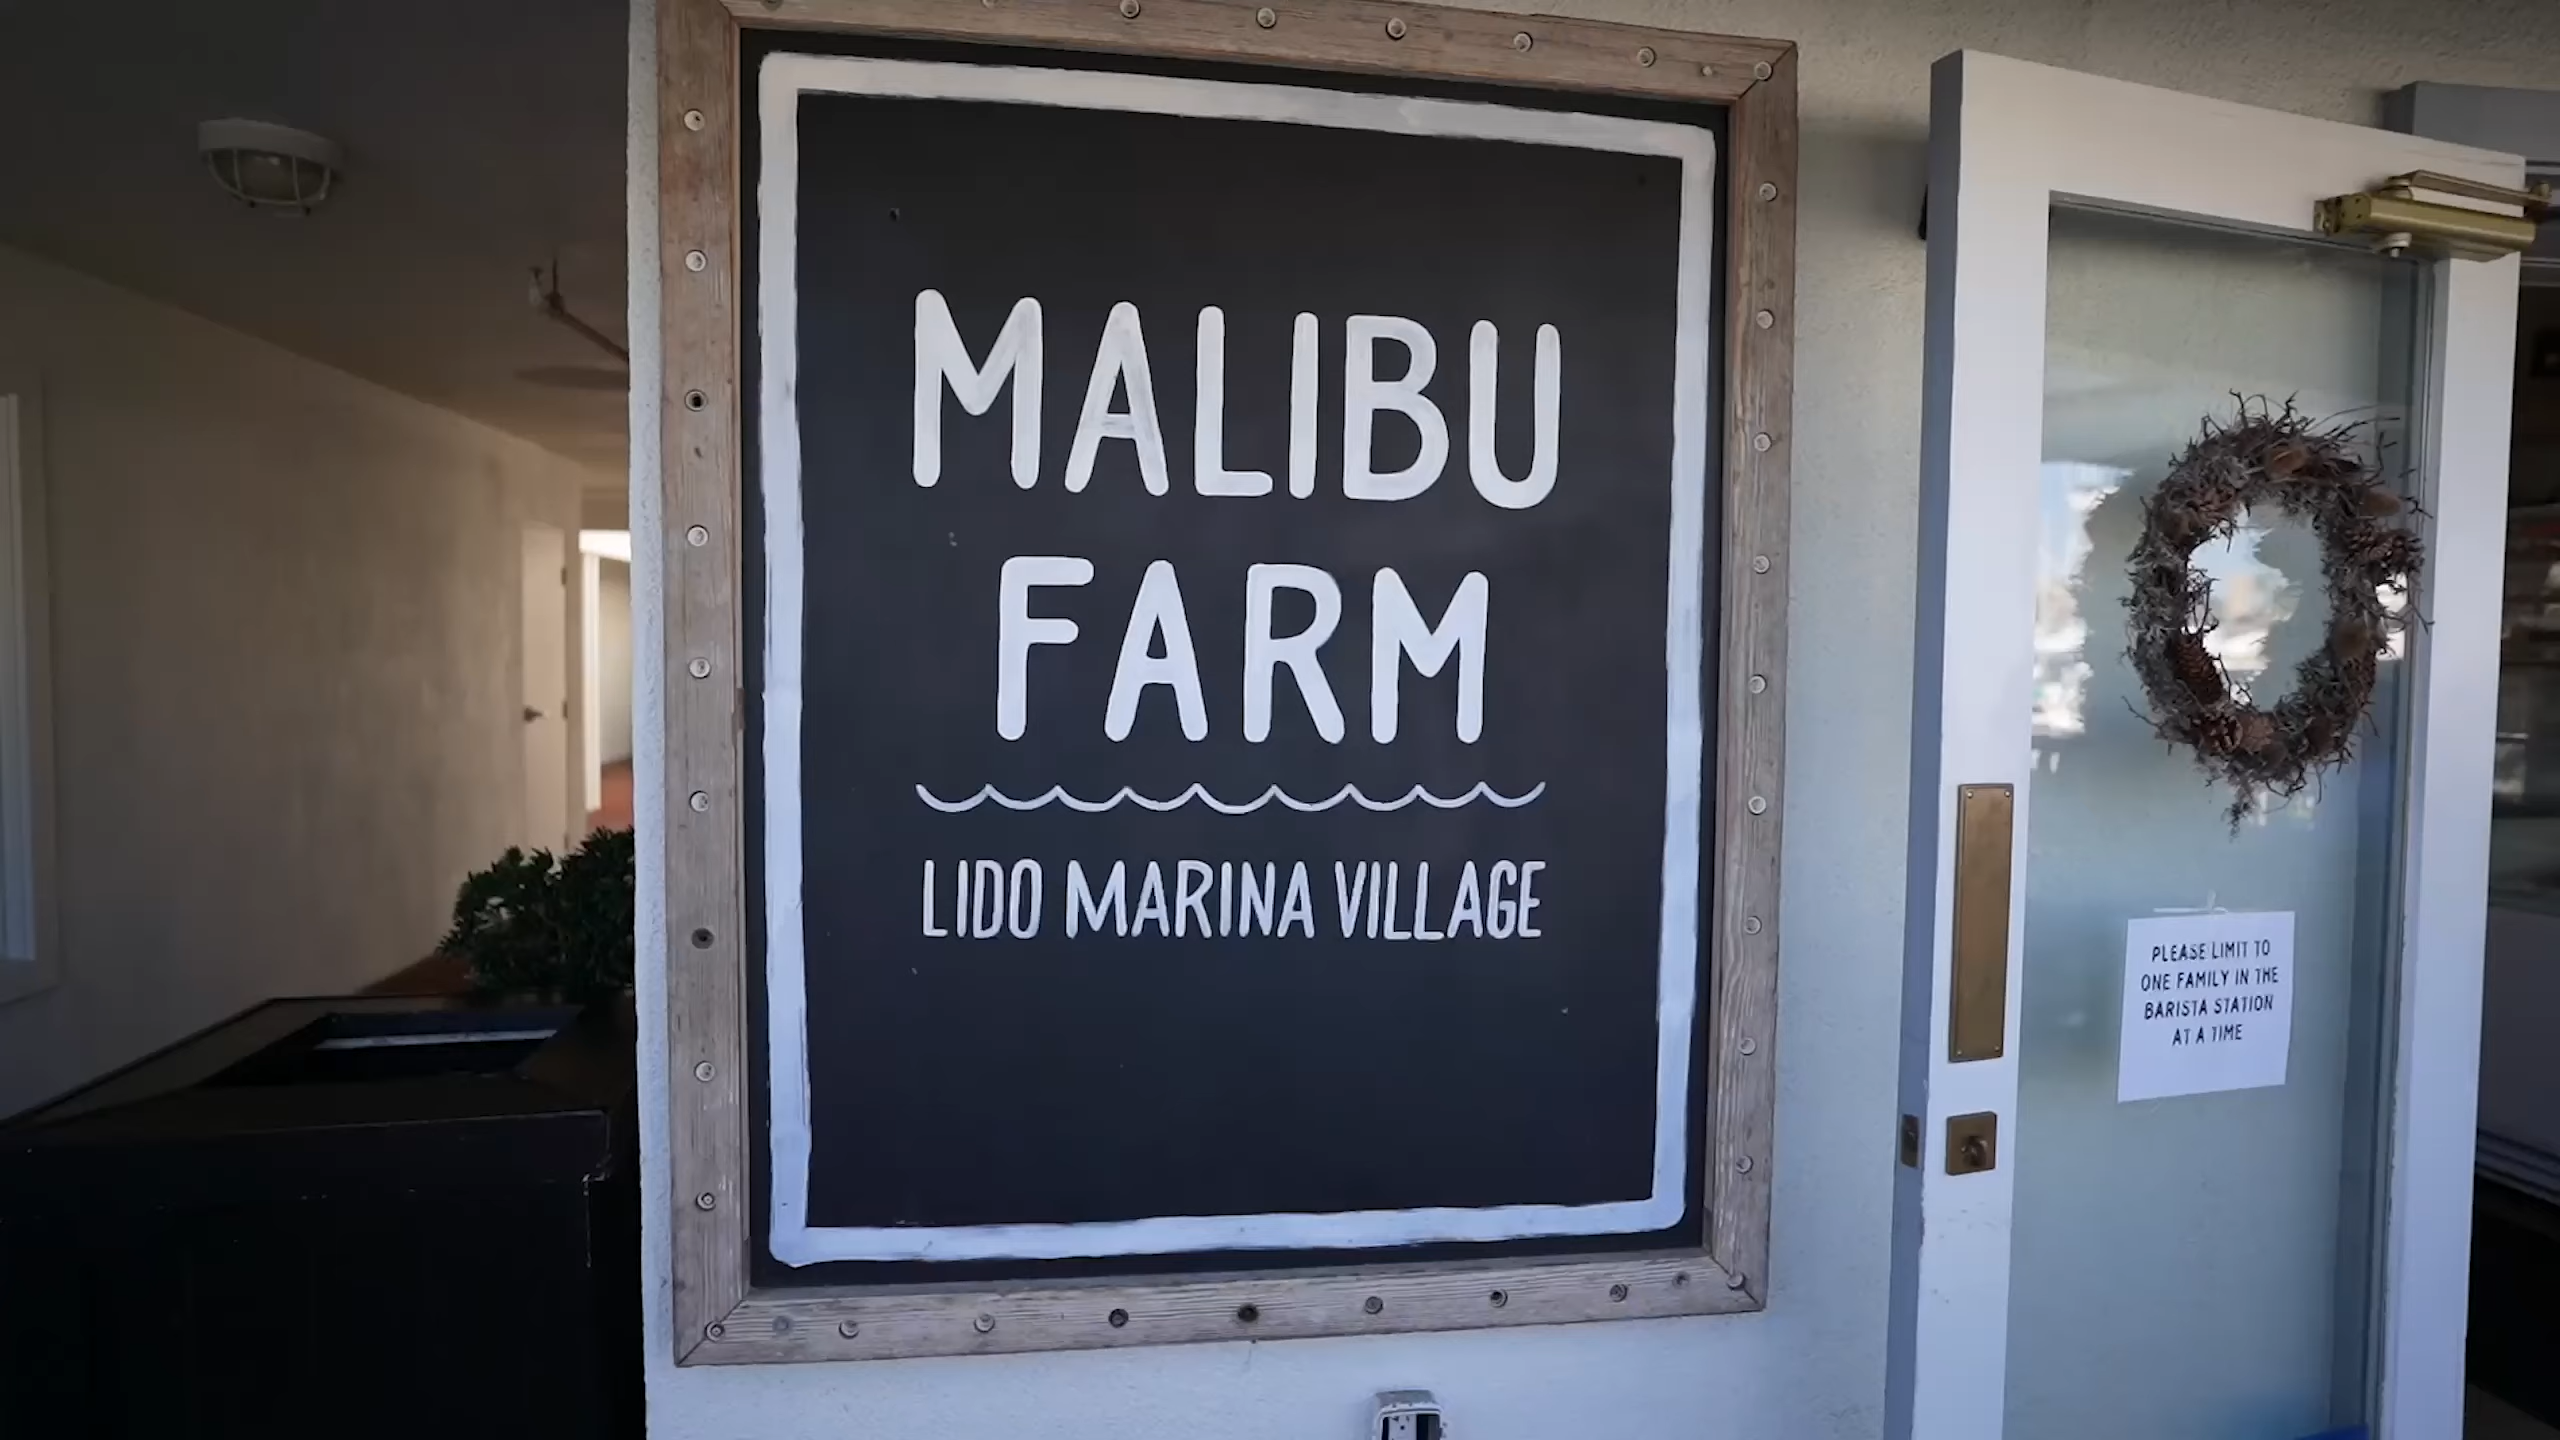 MALIBU
FARM
LIDO MARINA VILLAGE
PLEASE LIMIT TO
ONE FAMILY IN THE
BARISTA STATION
AT A TIME